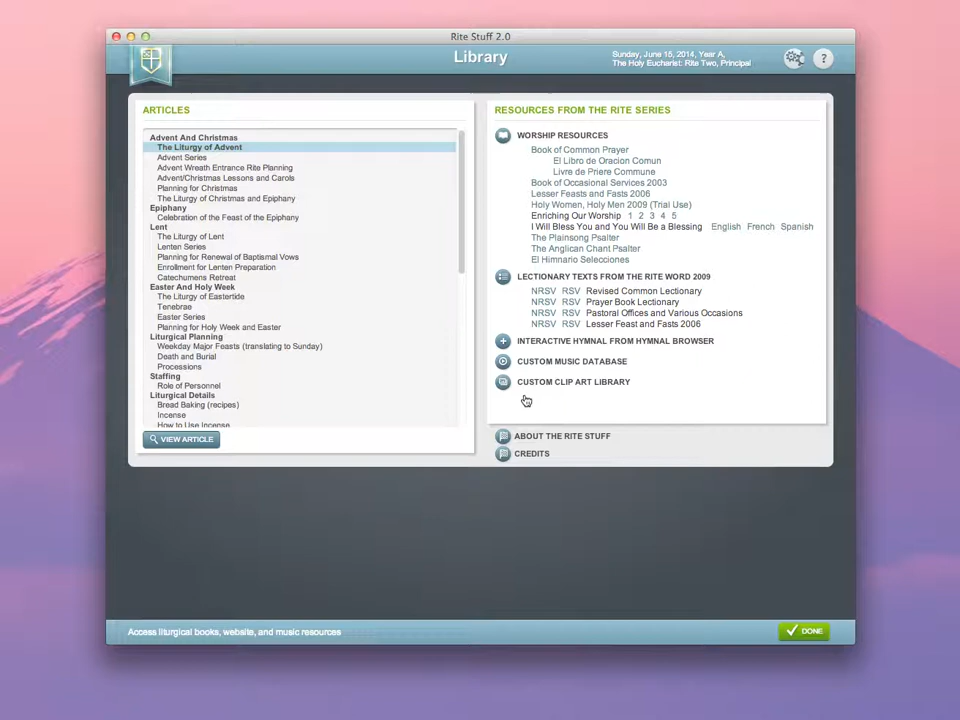 Rite Stuff 2.0
Library
Sunday, June 15, 2014, Year A,
The Holy Eucharist: Rite Two, Principal
?
ARTICLES
Advent And Christmas
The Liturgy of Advent
Advent Series
Advent Wreath Entrance Rite Planning
Advent/Christmas Lessons and Carols
Planning for Christmas
The Liturgy of Christmas and Epiphany
Epiphany
Celebration of the Feast of the Epiphany
Lent
The Liturgy of Lent
Lenten Series
Planning for Renewal of Baptismal Vows
Enrollment for Lenten Preparation
Catechumens Retreat
Easter And Holy Week
The Liturgy of Eastertide
Tenebrae
Easter Series
Planning for Holy Week and Easter
Liturgical Planning
Weekday Major Feasts (translating to Sunday)
Death and Burial
Processions
Staffing
Role of Personnel
Liturgical Details
Bread Baking (recipes)
Incense
How to Use Incense
VIEW ARTICLE
RESOURCES FROM THE RITE SERIES
WORSHIP RESOURCES
Book of Common Prayer
El Libro de Oracion Comun
Livre de Priere Commune
Book of Occasional Services 2003
Lesser Feasts and Fasts 2006
Holy Women, Holy Men 2009 (Trial Use)
Enriching Our Worship 1 2 3 4 5
I Will Bless You and You Will Be a Blessing English French Spanish
The Plainsong Psalter
The Anglican Chant Psalter
El Himnario Selecciones
LECTIONARY TEXTS FROM THE RITE WORD 2009
NRSV RSV Revised Common Lectionary
NRSV RSV Prayer Book Lectionary
NRSV RSV Pastoral Offices and Various Occasions
NRSV RSV Lesser Feast and Fasts 2006
INTERACTIVE HYMNAL FROM HYMNAL BROWSER
CUSTOM MUSIC DATABASE
CUSTOM CLIP ART LIBRARY
ABOUT THE RITE STUFF
CREDITS
Access liturgical books, website, and music resources
DONE